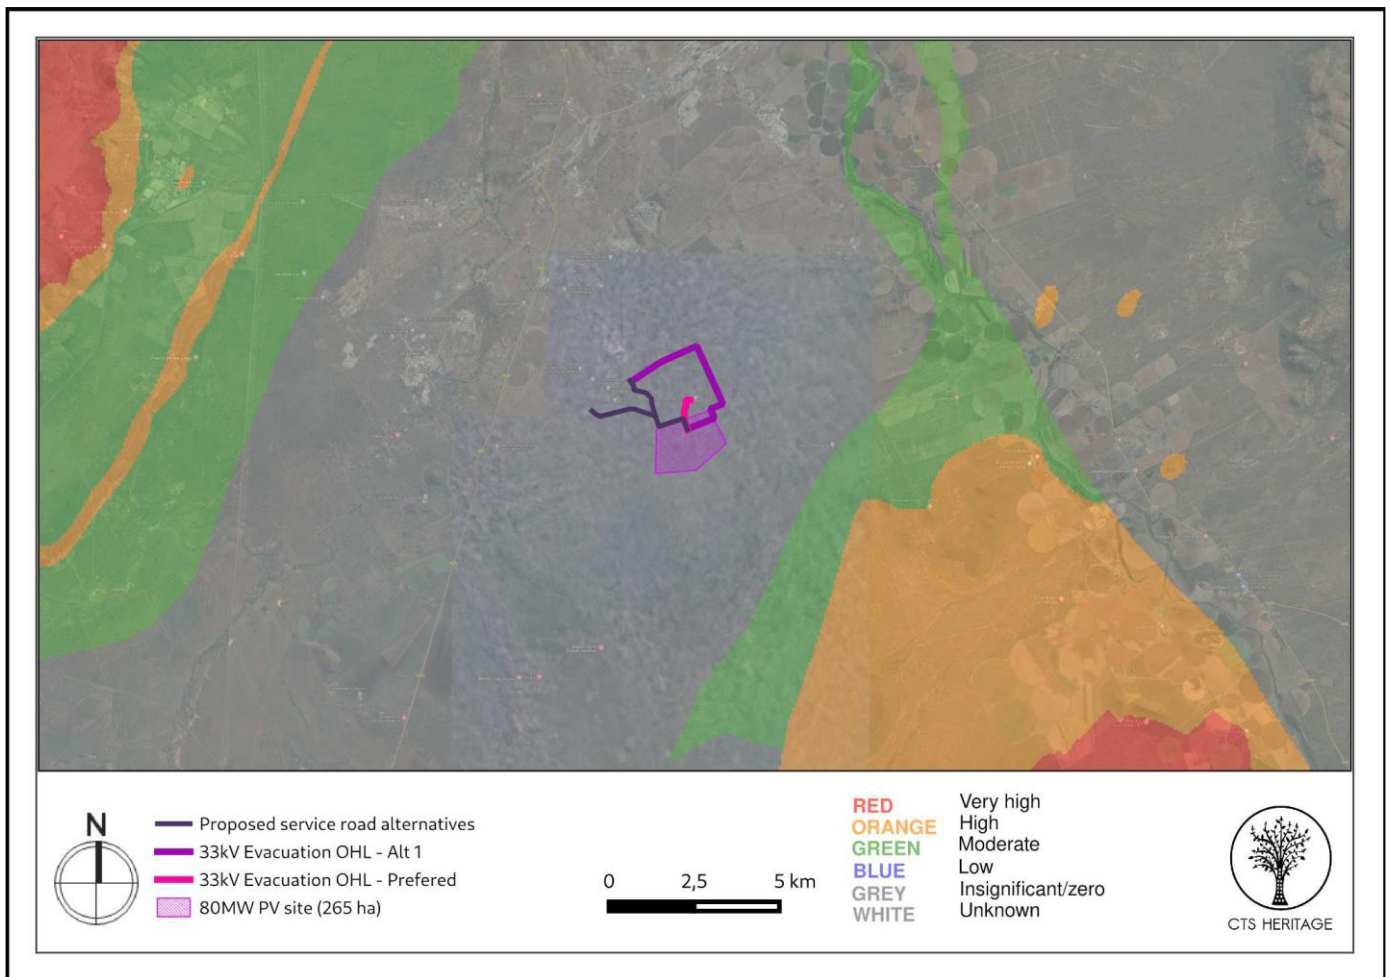 N
Proposed service road alternatives
33kV Evacuation OHL - Alt 1
33kV Evacuation OHL - Prefered
80MW PV site (265 ha)
0 2,5 5 km
RED Very high
ORANGE High
GREEN Moderate
BLUE Low
GREY Insignificant/zero
WHITE Unknown
CTS HERITAGE